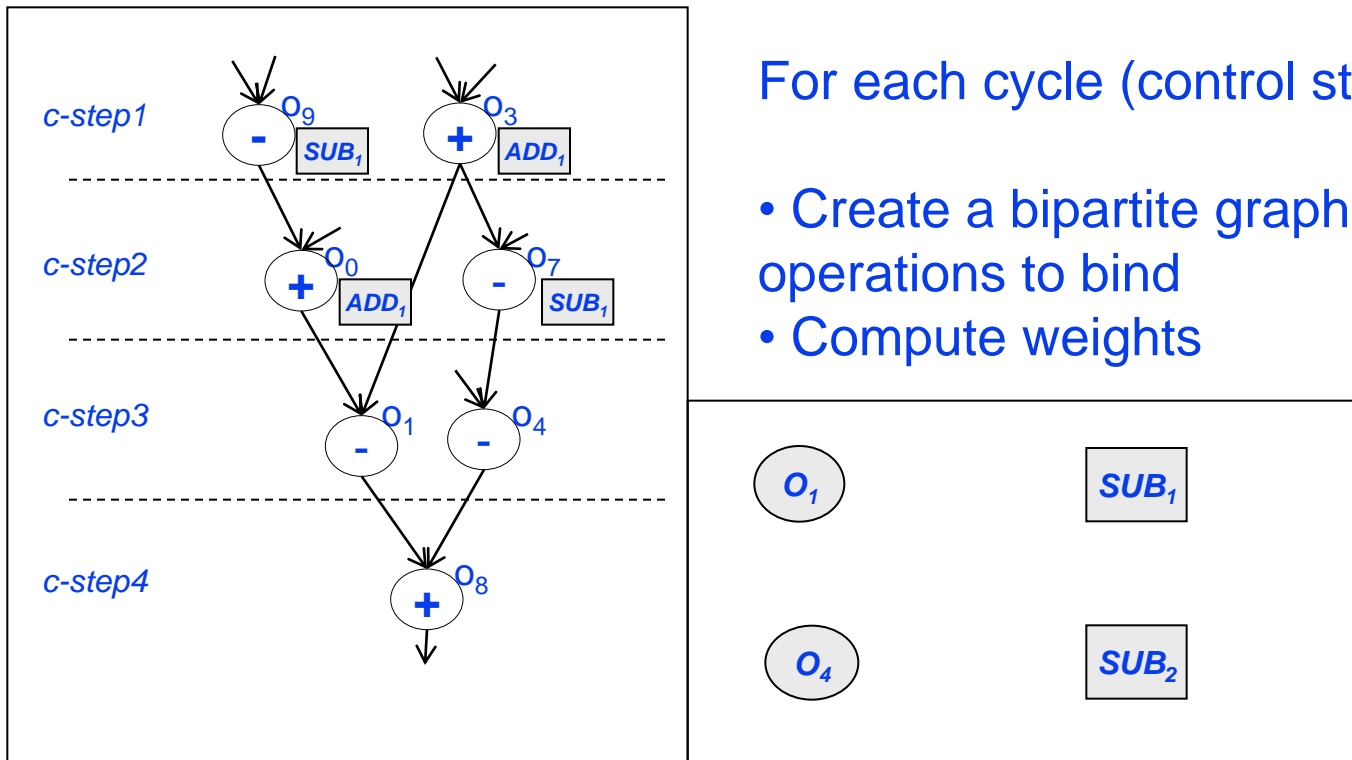 c-step1
-
o₉
SUB₁
+
o₃
ADD₁
c-step2
+
o₀
ADD₁
-
o₇
SUB₁
c-step3
-
o₁
-
o₄
c-step4
+
o₈
For each cycle (control st
• Create a bipartite graph
operations to bind
• Compute weights
O₁
SUB₁
O₄
SUB₂